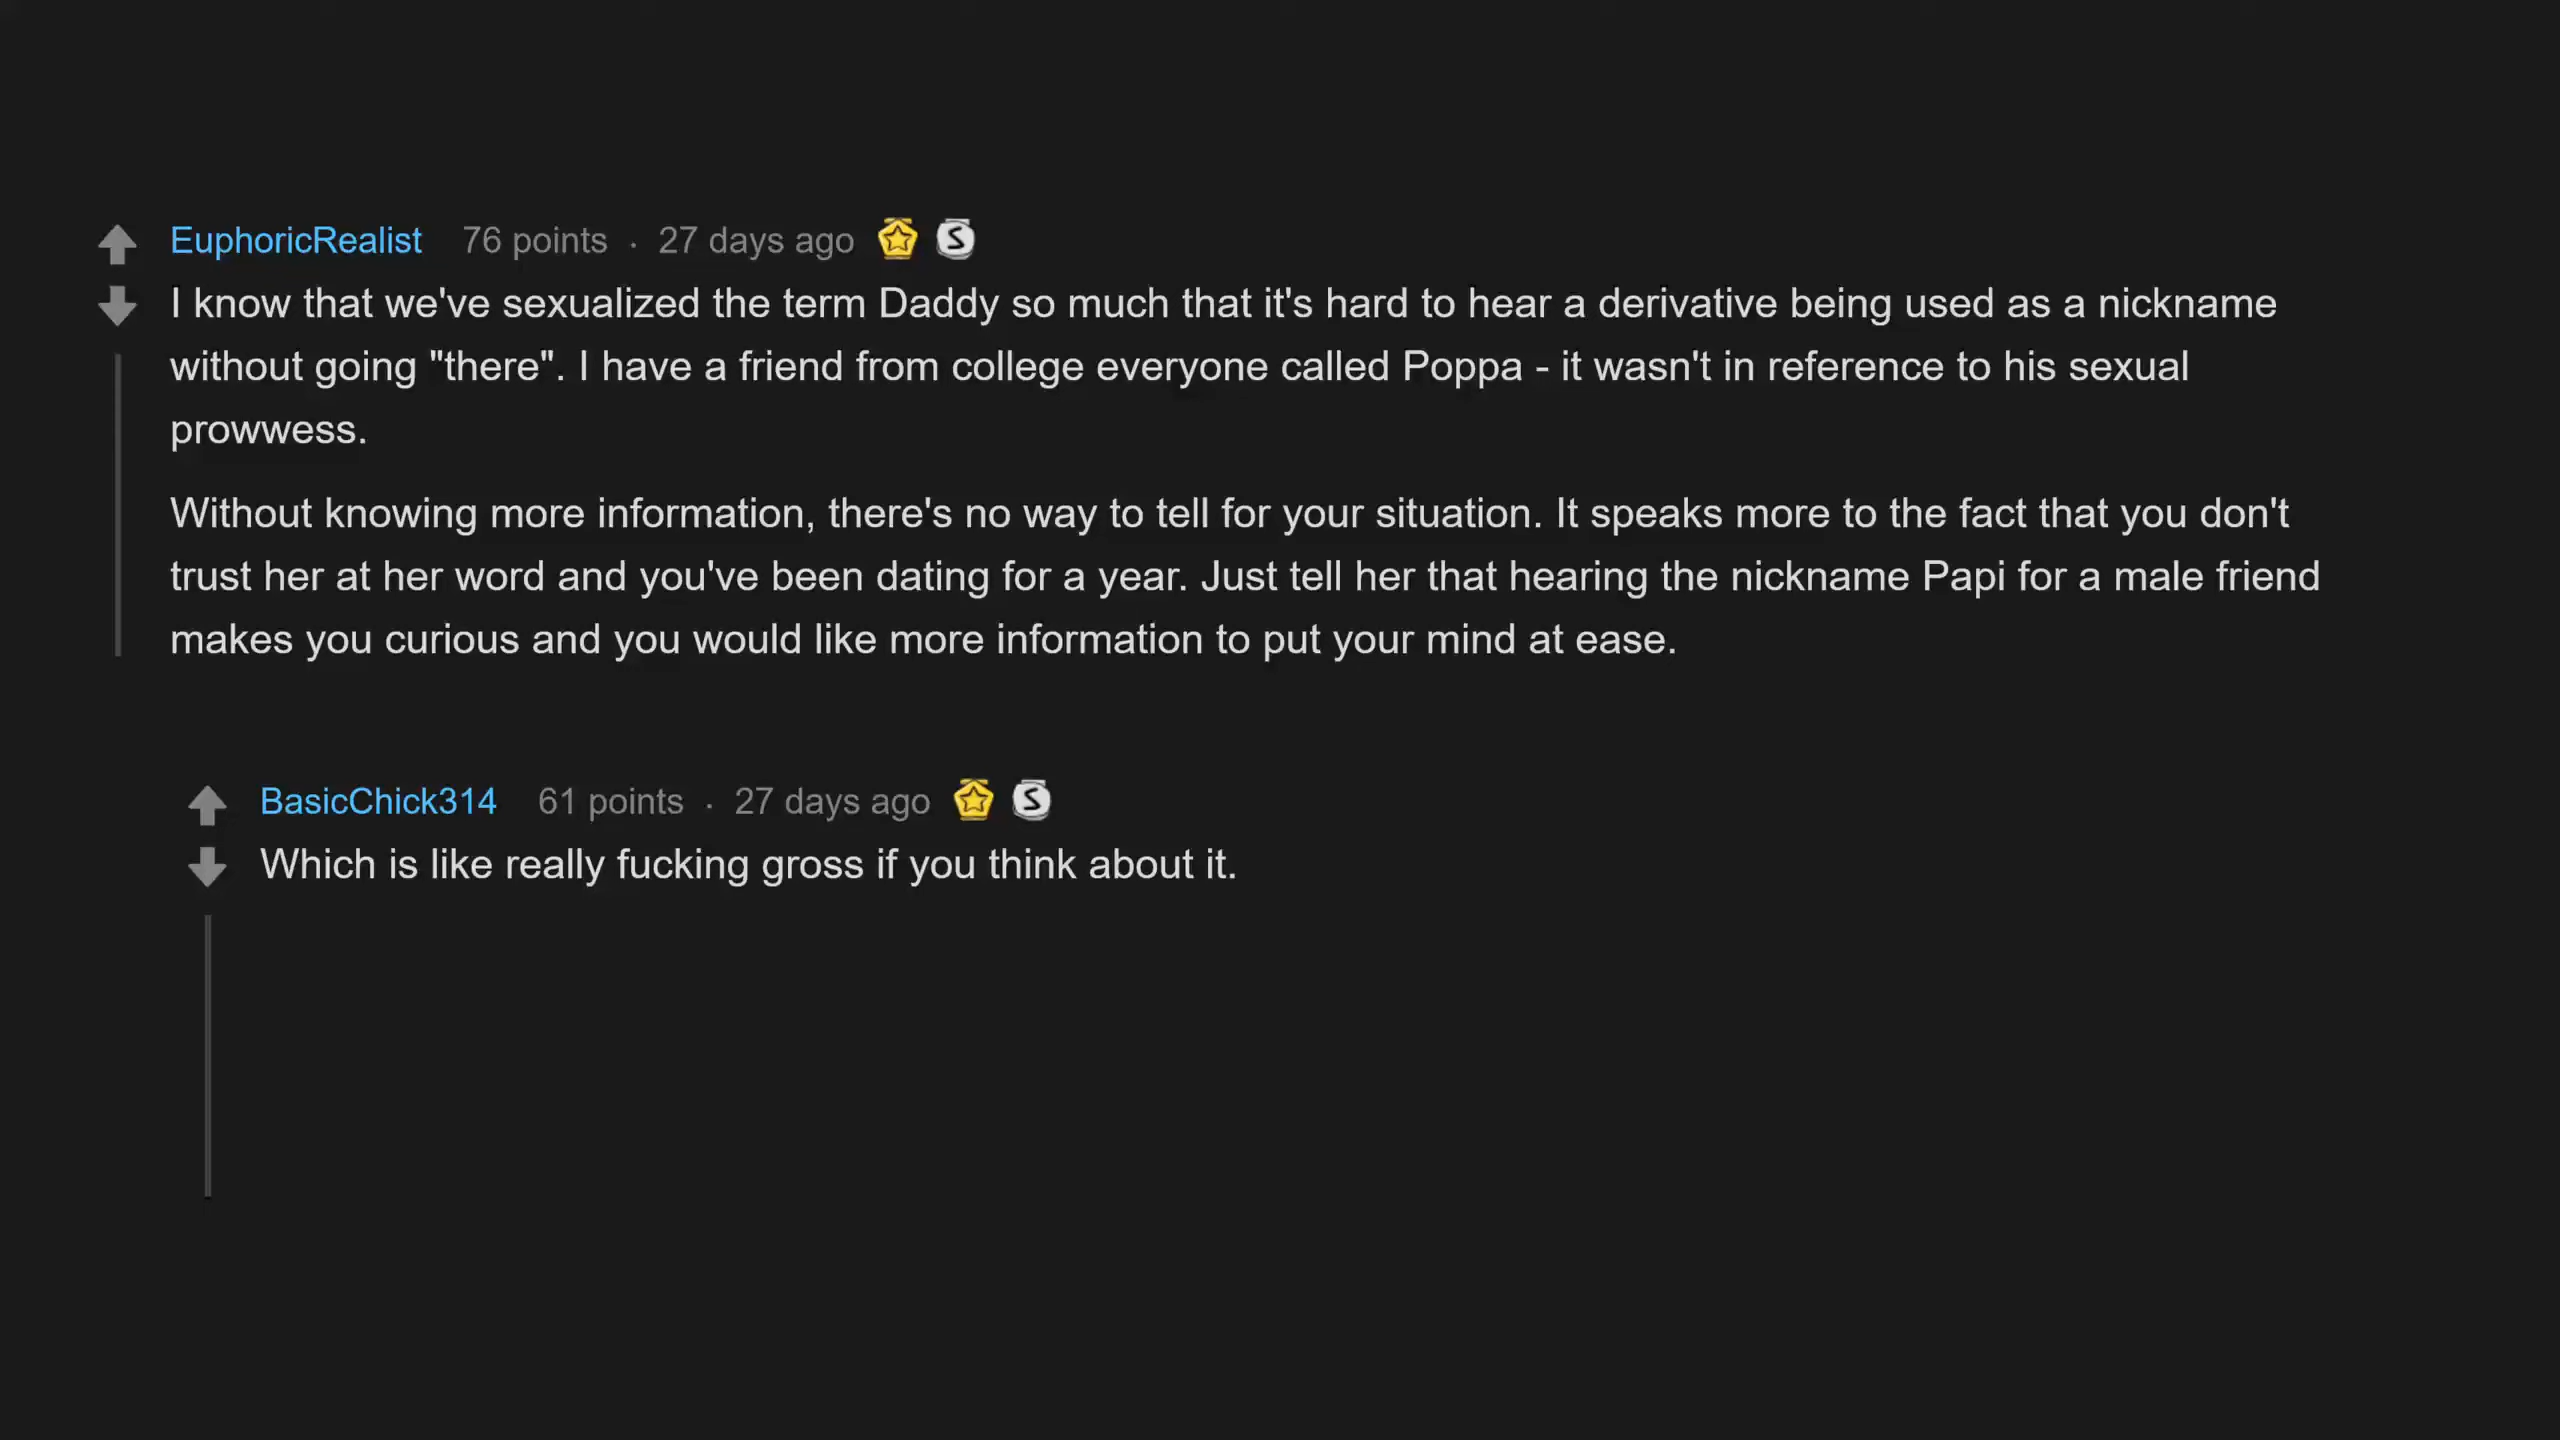 EuphoricRealist 76 points · 27 days ago
I know that we've sexualized the term Daddy so much that it's hard to hear a derivative being used as a nickname
without going "there". I have a friend from college everyone called Poppa - it wasn't in reference to his sexual
prowwess.
Without knowing more information, there's no way to tell for your situation. It speaks more to the fact that you don't
trust her at her word and you've been dating for a year. Just tell her that hearing the nickname Papi for a male friend
makes you curious and you would like more information to put your mind at ease.
BasicChick314 61 points · 27 days ago
Which is like really fucking gross if you think about it.